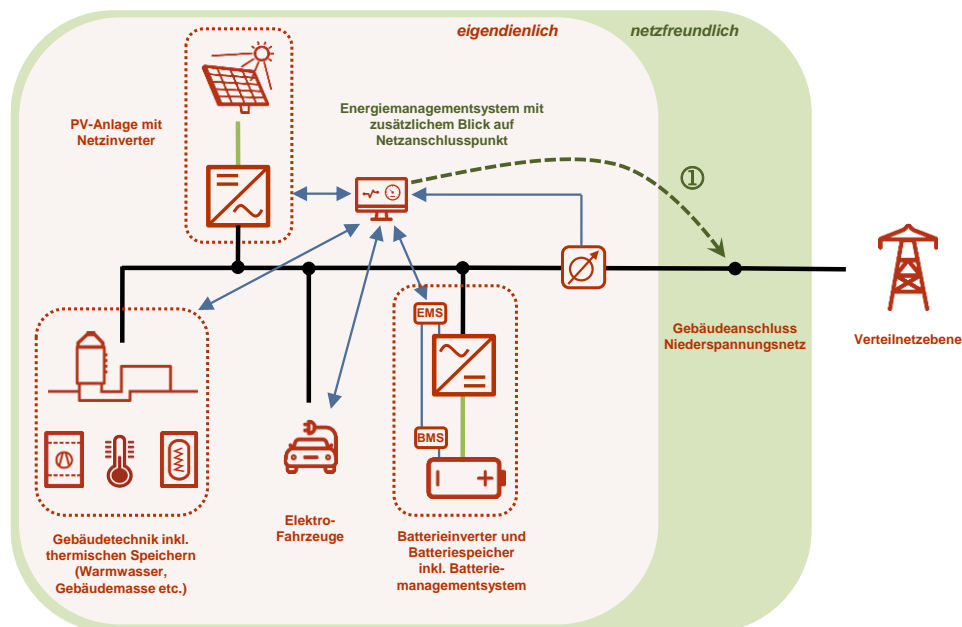 eigendienlich
netzfreundlich
PV-Anlage mit
Netzinverter
Energiemanagementsystem mit
zusätzlichem Blick auf
Netzanschlusspunkt
①
EMS
BMS
Gebäudeanschluss
Niederspannungsnetz
Verteilnetzebene
Gebäudetechnik inkl.
thermischen Speichern
(Warmwasser,
Gebäudemasse etc.)
Elektro-
Fahrzeuge
Batterieinverter und
Batteriespeicher
inkl. Batterie-
managementsystem